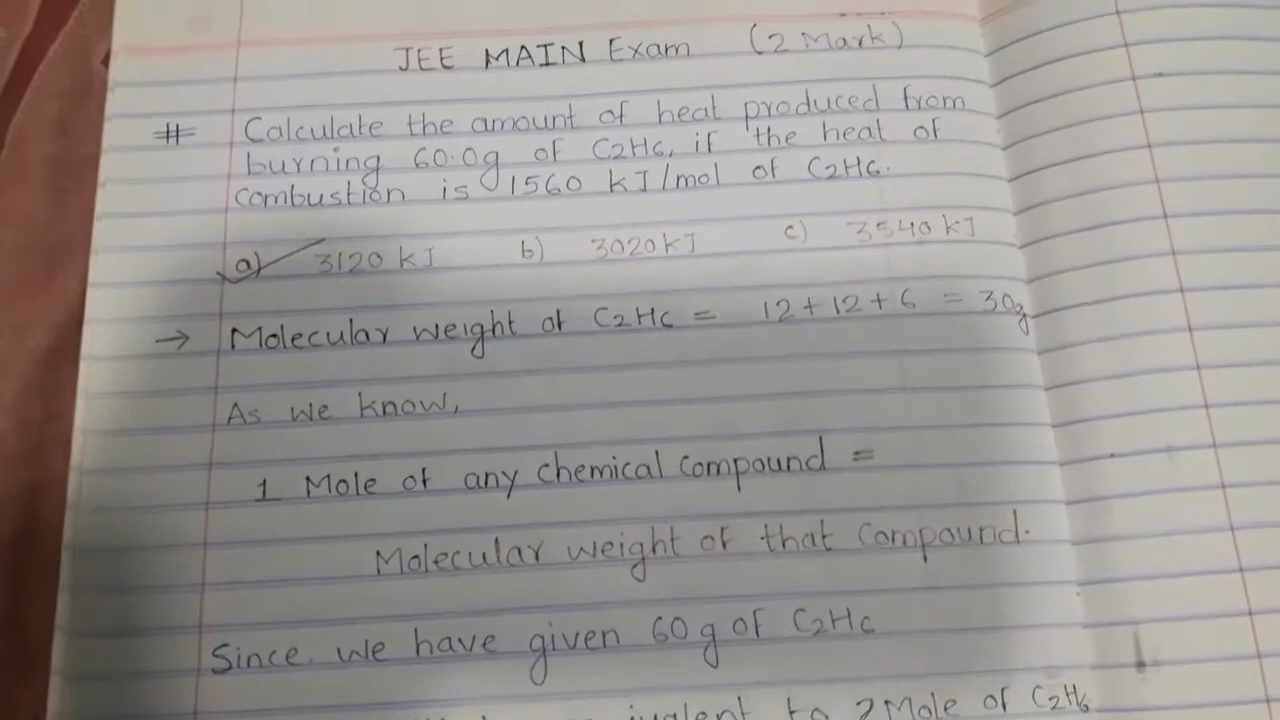 JEE MAIN Exam (2 Mark)
# Calculate the amount of heat produced from
burning 60.0g of C2H6, if the heat of
combustion is 1560 kJ/mol of C2H6.
a) 3120 kJ b) 3020 kJ c) 3540 kJ
→ Molecular weight of C2H6 = 12+12+6 = 30g
As we know,
1 Mole of any chemical compound =
Molecular weight of that compound.
Since we have given 60g of C2H6
to 2 Mole of C2H6